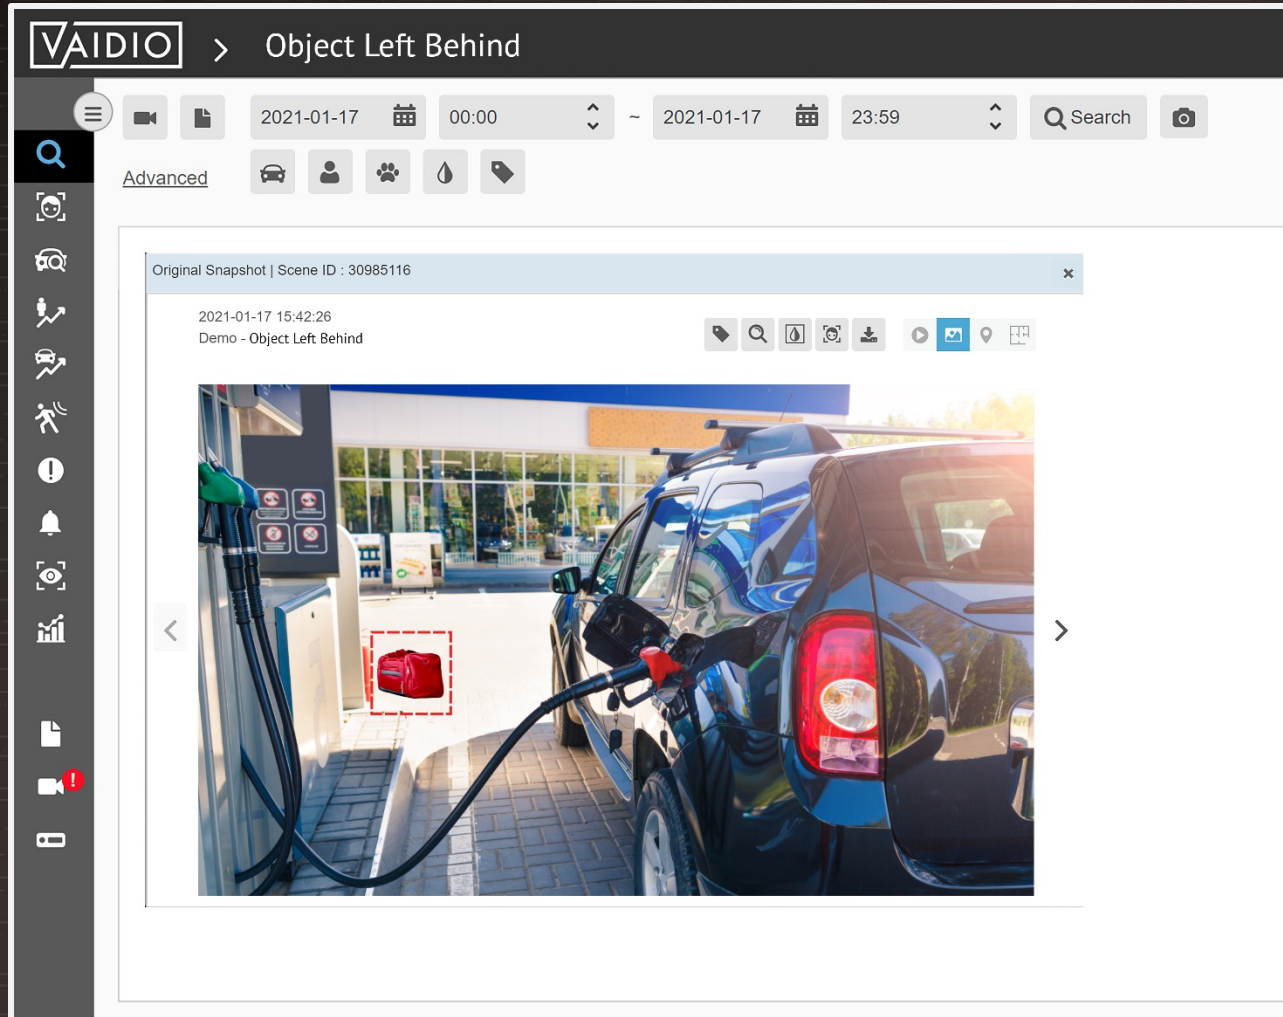 VAIDIO > Object Left Behind
2021-01-17 00:00 ~ 2021-01-17 23:59 Search
Advanced
Original Snapshot | Scene ID : 30985116
2021-01-17 15:42:26
Demo - Object Left Behind